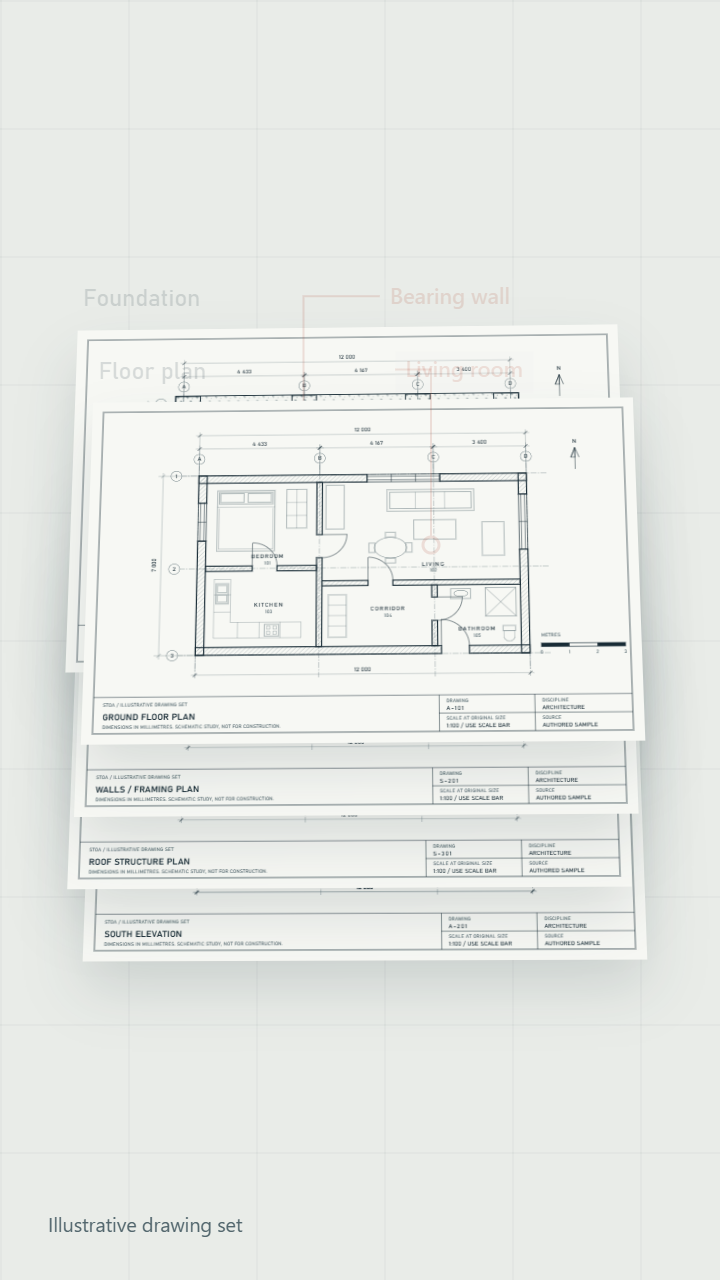 Foundation
Bearing wall
12 000
Floor plan
Living room
4 633
4 167
3 400
N
A
B
C
D
12 000
4 633
4 167
3 400
N
A
B
C
D
1
7 800
2
BEDROOM
101
LIVING
KITCHEN
103
CORRIDOR
104
BATHROOM
105
METRES
0 1 2 3
3
12 000
STOA / ILLUSTRATIVE DRAWING SET
GROUND FLOOR PLAN
DIMENSIONS IN MILLIMETRES. SCHEMATIC STUDY, NOT FOR CONSTRUCTION.
DRAWING
A-101
DISCIPLINE
ARCHITECTURE
SCALE AT ORIGINAL SIZE
1:100 / USE SCALE BAR
SOURCE
AUTHORED SAMPLE
STOA / ILLUSTRATIVE DRAWING SET
WALLS / FRAMING PLAN
DIMENSIONS IN MILLIMETRES. SCHEMATIC STUDY, NOT FOR CONSTRUCTION.
DRAWING
S-201
DISCIPLINE
ARCHITECTURE
SCALE AT ORIGINAL SIZE
1:100 / USE SCALE BAR
SOURCE
AUTHORED SAMPLE
STOA / ILLUSTRATIVE DRAWING SET
ROOF STRUCTURE PLAN
DIMENSIONS IN MILLIMETRES. SCHEMATIC STUDY, NOT FOR CONSTRUCTION.
DRAWING
S-301
DISCIPLINE
ARCHITECTURE
SCALE AT ORIGINAL SIZE
1:100 / USE SCALE BAR
SOURCE
AUTHORED SAMPLE
STOA / ILLUSTRATIVE DRAWING SET
SOUTH ELEVATION
DIMENSIONS IN MILLIMETRES. SCHEMATIC STUDY, NOT FOR CONSTRUCTION.
DRAWING
A-201
DISCIPLINE
ARCHITECTURE
SCALE AT ORIGINAL SIZE
1:100 / USE SCALE BAR
SOURCE
AUTHORED SAMPLE
Illustrative drawing set